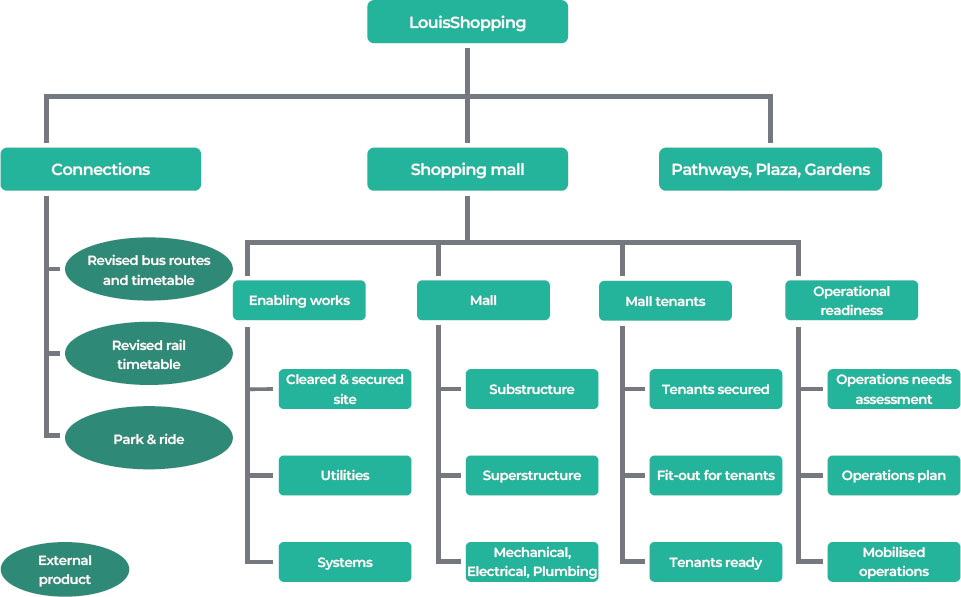 LouisShopping
Connections
Shopping mall
Pathways, Plaza, Gardens
Revised bus routes
and timetable
Revised rail
timetable
Park & ride
Enabling works
Mall
Mall tenants
Operational
readiness
Cleared & secured
site
Substructure
Tenants secured
Operations needs
assessment
Utilities
Superstructure
Fit-out for tenants
Operations plan
Systems
Mechanical,
Electrical, Plumbing
Tenants ready
Mobilised
operations
External
product